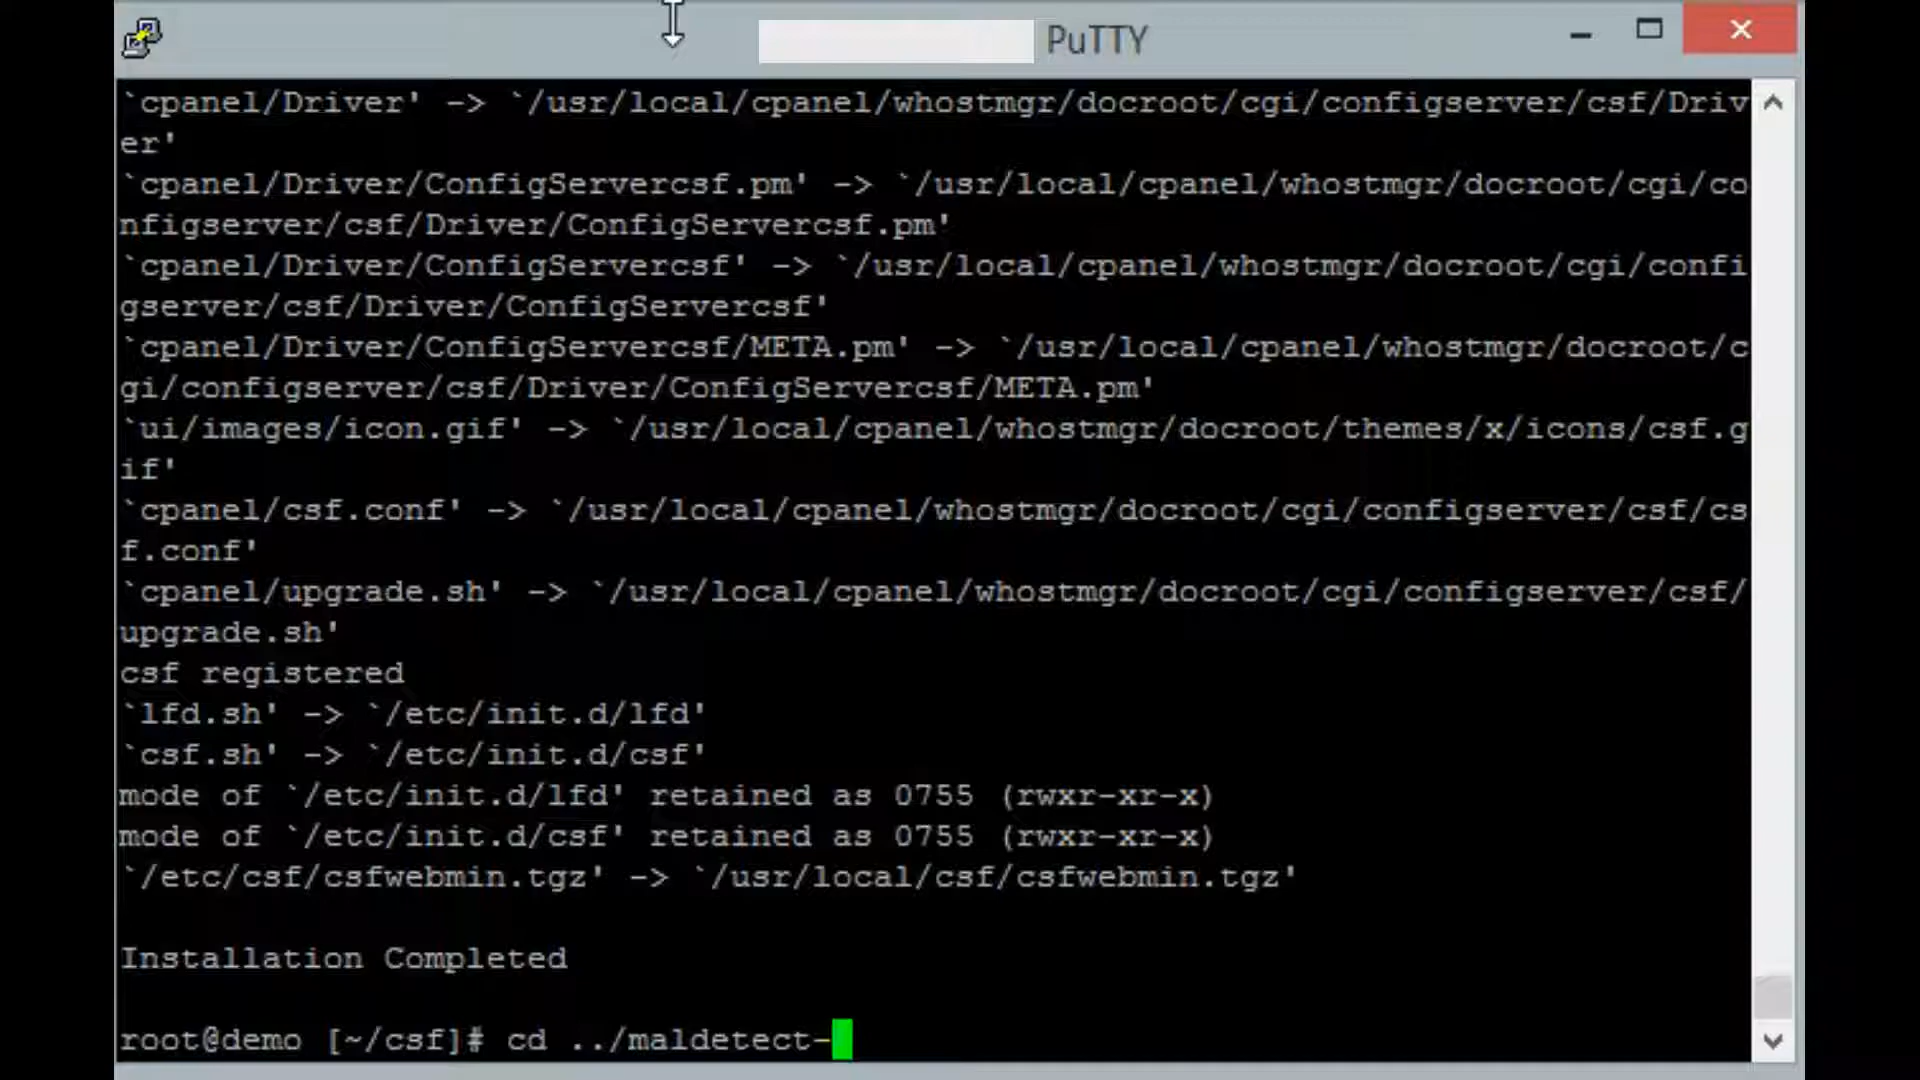 PuTTY
`cpanel/Driver' -> `/usr/local/cpanel/whostmgr/docroot/cgi/configserver/csf/Driv
er'
`cpanel/Driver/ConfigServercsf.pm' -> `/usr/local/cpanel/whostmgr/docroot/cgi/co
nfigserver/csf/Driver/ConfigServercsf.pm'
`cpanel/Driver/ConfigServercsf' -> `/usr/local/cpanel/whostmgr/docroot/cgi/confi
gserver/csf/Driver/ConfigServercsf'
`cpanel/Driver/ConfigServercsf/META.pm' -> `/usr/local/cpanel/whostmgr/docroot/c
gi/configserver/csf/Driver/ConfigServercsf/META.pm'
`ui/images/icon.gif' -> `/usr/local/cpanel/whostmgr/docroot/themes/x/icons/csf.g
if'
`cpanel/csf.conf' -> `/usr/local/cpanel/whostmgr/docroot/cgi/configserver/csf/cs
f.conf'
`cpanel/upgrade.sh' -> `/usr/local/cpanel/whostmgr/docroot/cgi/configserver/csf/
upgrade.sh'
csf registered
`lfd.sh' -> `/etc/init.d/lfd'
`csf.sh' -> `/etc/init.d/csf'
mode of `/etc/init.d/lfd' retained as 0755 (rwxr-xr-x)
mode of `/etc/init.d/csf' retained as 0755 (rwxr-xr-x)
`/etc/csf/csfwebmin.tgz' -> `/usr/local/csf/csfwebmin.tgz'
Installation Completed
root@demo [~/csf]# cd ../maldetect-